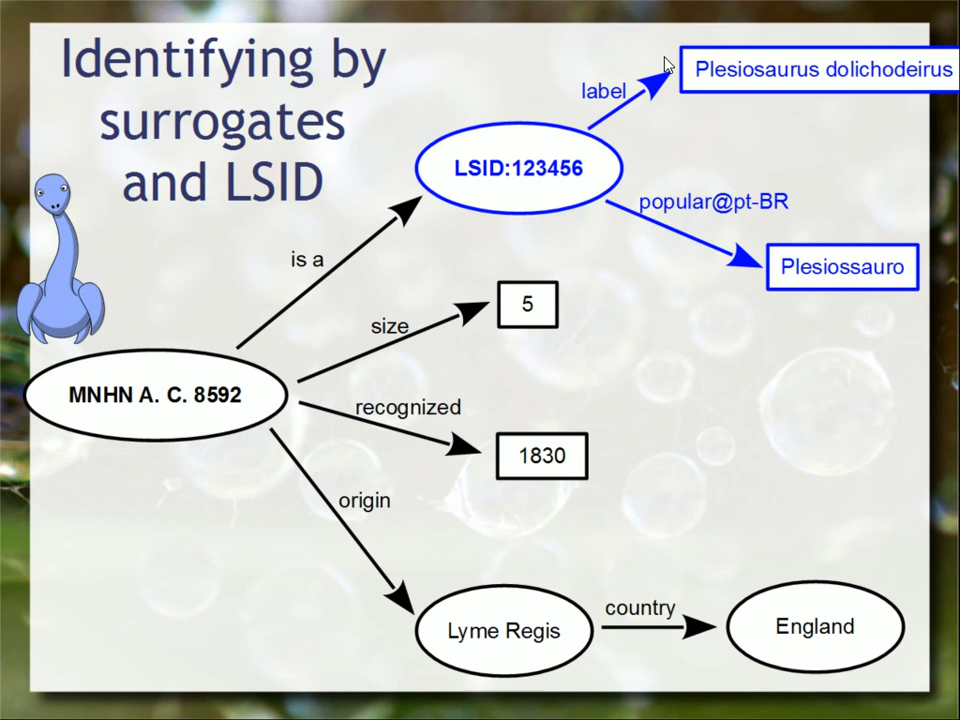 Identifying by
surrogates
and LSID
label
Plesiosaurus dolichodeirus
LSID:123456
popular@pt-BR
Plesiossauro
is a
size
5
MNHN A. C. 8592
recognized
1830
origin
Lyme Regis
country
England